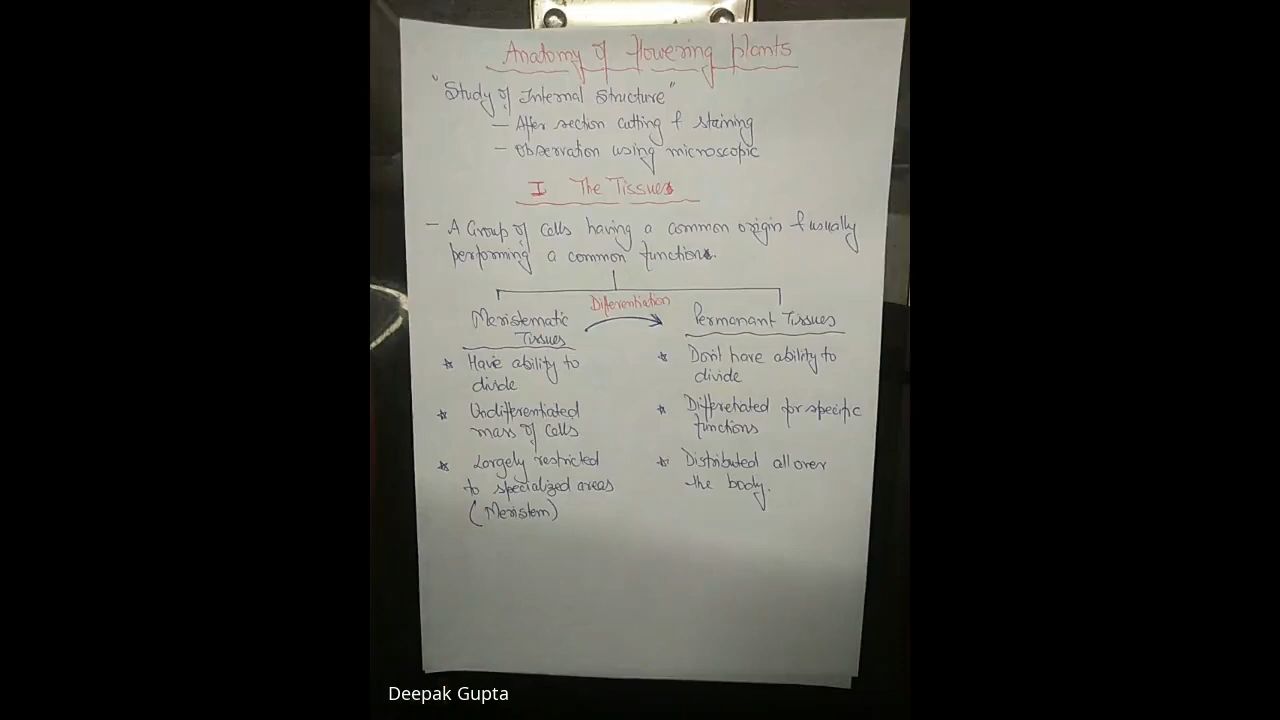 Anatomy of flowering plants
"Study of Internal Structure"
– After section cutting & staining
– Observation using microscopic
I The Tissues
– A Group of cells having a common origin & usually
performing a common function.
Differentiation
Meristematic
Tissues
* Have ability to
divide
* Undifferentiated
mass of cells
* Largely restricted
to specialized areas
(Meristem)
Permanant Tissues
* Don't have ability to
divide
* Differetiated for specific
functions
* Distributed all over
the body.
Deepak Gupta